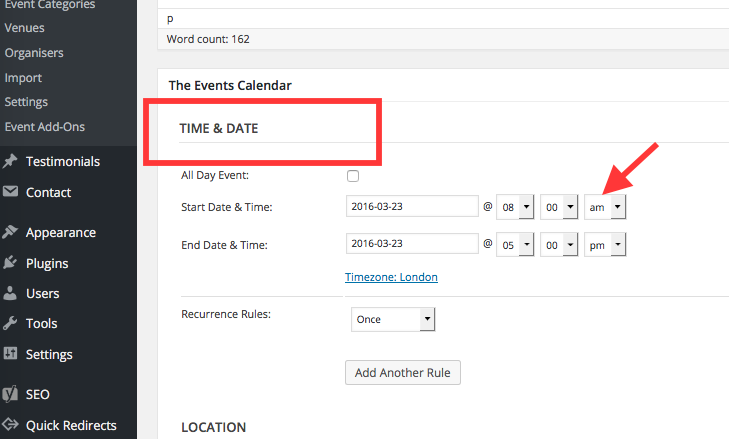 Event Categories
Venues
Organisers
Import
Settings
Event Add-Ons
Testimonials
Contact
Appearance
Plugins
Users
Tools
Settings
SEO
Quick Redirects
p
Word count: 162
The Events Calendar
TIME & DATE
All Day Event:
Start Date & Time: 2016-03-23 @ 08 00 am
End Date & Time: 2016-03-23 @ 05 00 pm
Timezone: London
Recurrence Rules: Once
Add Another Rule
LOCATION